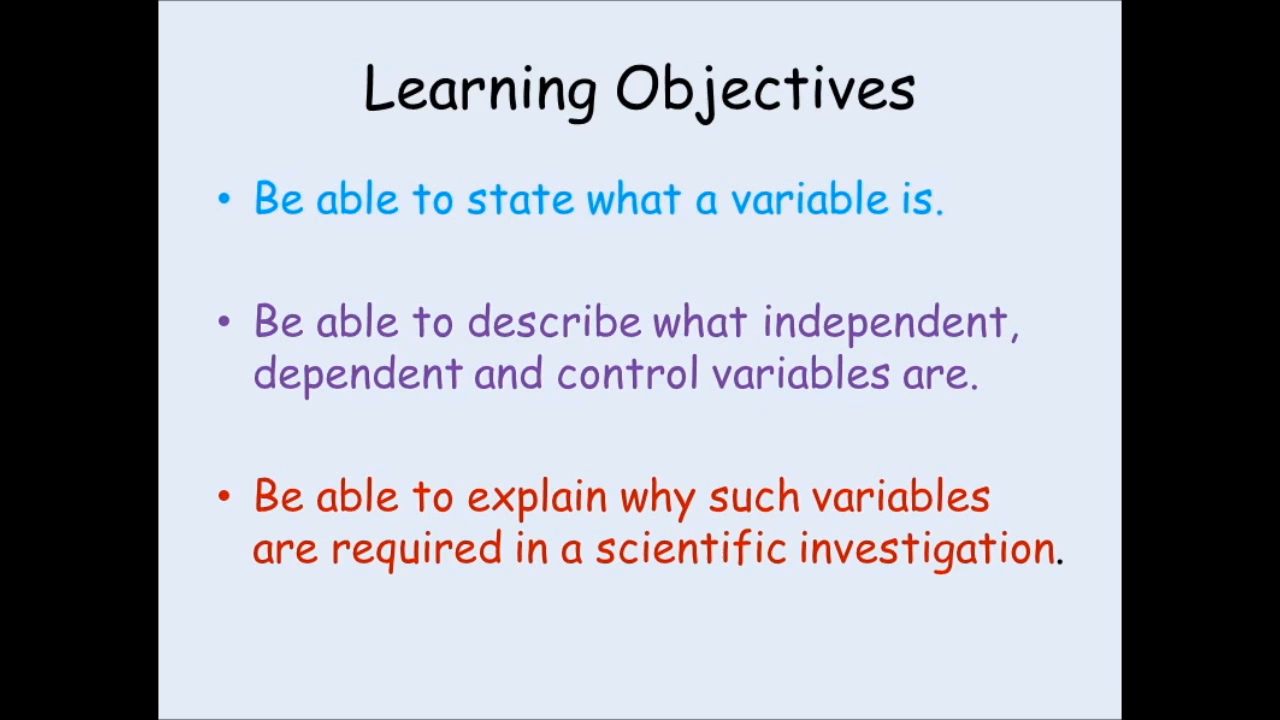 Learning Objectives
• Be able to state what a variable is.
• Be able to describe what independent,
dependent and control variables are.
• Be able to explain why such variables
are required in a scientific investigation.